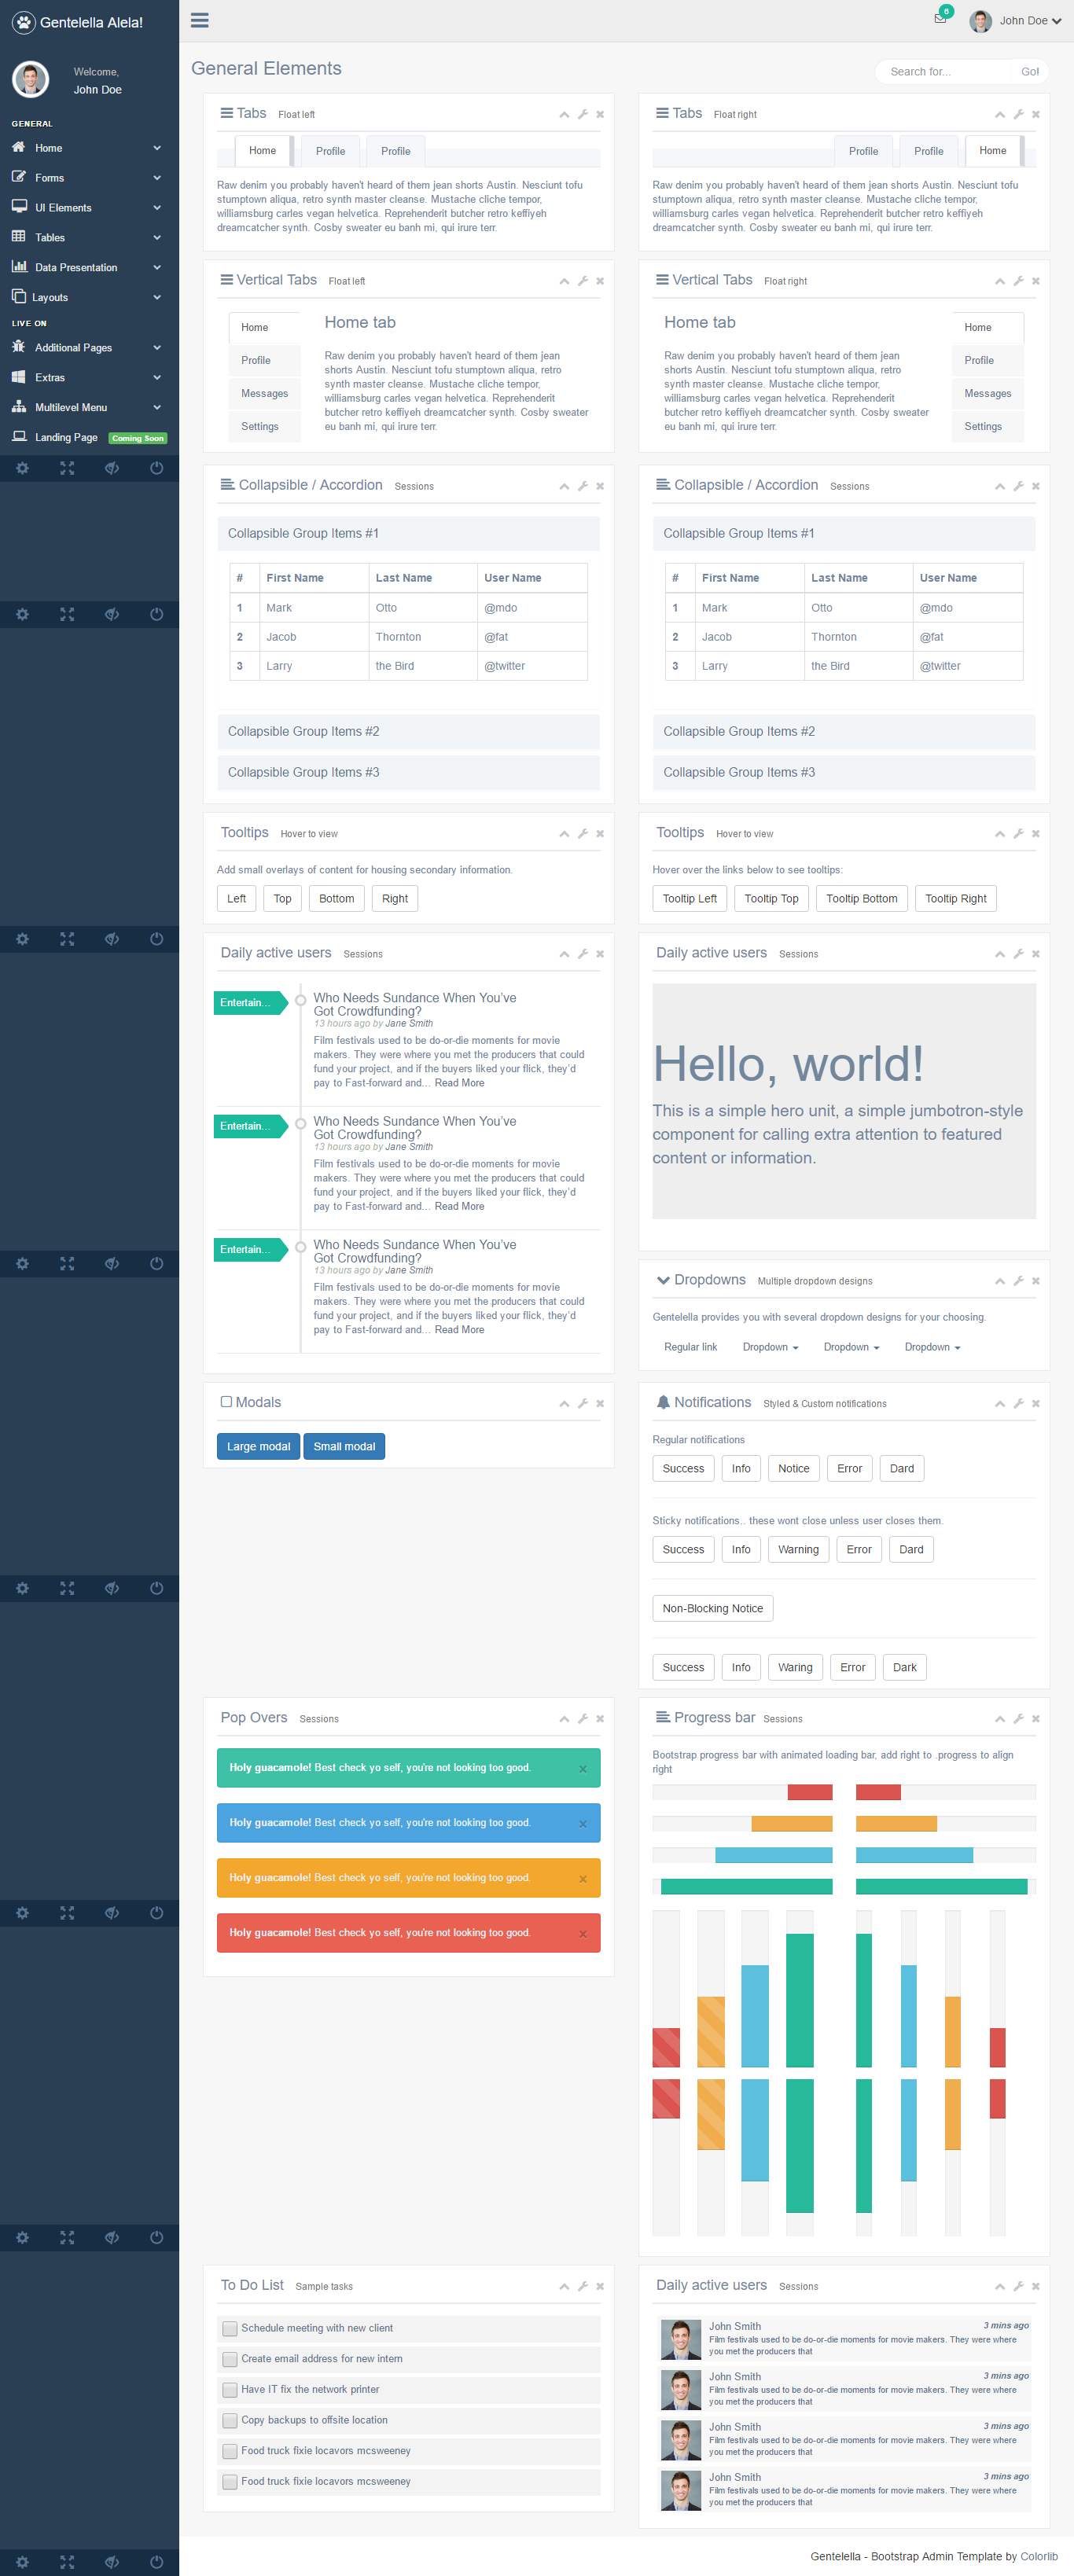 Gentelella Alela!
Welcome,
John Doe
GENERAL
Home
Forms
UI Elements
Tables
Data Presentation
Layouts
LIVE ON
Additional Pages
Extras
Multilevel Menu
Landing Page Coming Soon
6
John Doe
General Elements
Search for... Go!
Tabs Float left
Home Profile Profile
Raw denim you probably haven't heard of them jean shorts Austin. Nesciunt tofu
stumptown aliqua, retro synth master cleanse. Mustache cliche tempor,
williamsburg carles vegan helvetica. Reprehenderit butcher retro keffiyeh
dreamcatcher synth. Cosby sweater eu banh mi, qui irure terr.
Tabs Float right
Profile Profile Home
Raw denim you probably haven't heard of them jean shorts Austin. Nesciunt tofu
stumptown aliqua, retro synth master cleanse. Mustache cliche tempor,
williamsburg carles vegan helvetica. Reprehenderit butcher retro keffiyeh
dreamcatcher synth. Cosby sweater eu banh mi, qui irure terr.
Vertical Tabs Float left
Home
Profile
Messages
Settings
Home tab
Raw denim you probably haven't heard of them jean
shorts Austin. Nesciunt tofu stumptown aliqua, retro
synth master cleanse. Mustache cliche tempor,
williamsburg carles vegan helvetica. Reprehenderit
butcher retro keffiyeh dreamcatcher synth. Cosby sweater
eu banh mi, qui irure terr.
Vertical Tabs Float right
Home tab
Raw denim you probably haven't heard of them jean
shorts Austin. Nesciunt tofu stumptown aliqua, retro
synth master cleanse. Mustache cliche tempor,
williamsburg carles vegan helvetica. Reprehenderit
butcher retro keffiyeh dreamcatcher synth. Cosby sweater
eu banh mi, qui irure terr.
Home
Profile
Messages
Settings
Collapsible / Accordion Sessions
Collapsible Group Items #1
# First Name Last Name User Name
1 Mark Otto @mdo
2 Jacob Thornton @fat
3 Larry the Bird @twitter
Collapsible Group Items #2
Collapsible Group Items #3
Collapsible / Accordion Sessions
Collapsible Group Items #1
# First Name Last Name User Name
1 Mark Otto @mdo
2 Jacob Thornton @fat
3 Larry the Bird @twitter
Collapsible Group Items #2
Collapsible Group Items #3
Tooltips Hover to view
Add small overlays of content for housing secondary information.
Left Top Bottom Right
Tooltips Hover to view
Hover over the links below to see tooltips:
Tooltip Left Tooltip Top Tooltip Bottom Tooltip Right
Daily active users Sessions
Entertain...
Who Needs Sundance When You've
Got Crowdfunding?
13 hours ago by Jane Smith
Film festivals used to be do-or-die moments for movie
makers. They were where you met the producers that could
fund your project, and if the buyers liked your flick, they'd
pay to Fast-forward and... Read More
Entertain...
Who Needs Sundance When You've
Got Crowdfunding?
13 hours ago by Jane Smith
Film festivals used to be do-or-die moments for movie
makers. They were where you met the producers that could
fund your project, and if the buyers liked your flick, they'd
pay to Fast-forward and... Read More
Entertain...
Who Needs Sundance When You've
Got Crowdfunding?
13 hours ago by Jane Smith
Film festivals used to be do-or-die moments for movie
makers. They were where you met the producers that could
fund your project, and if the buyers liked your flick, they'd
pay to Fast-forward and... Read More
Daily active users Sessions
Hello, world!
This is a simple hero unit, a simple jumbotron-style
component for calling extra attention to featured
content or information.
Dropdowns Multiple dropdown designs
Gentelella provides you with several dropdown designs for your choosing.
Regular link Dropdown Dropdown Dropdown
Modals
Large modal Small modal
Notifications Styled & Custom notifications
Regular notifications
Success Info Notice Error Dard
Sticky notifications.. these wont close unless user closes them.
Success Info Warning Error Dard
Non-Blocking Notice
Success Info Waring Error Dark
Pop Overs Sessions
Holy guacamole! Best check yo self, you're not looking too good. ×
Holy guacamole! Best check yo self, you're not looking too good. ×
Holy guacamole! Best check yo self, you're not looking too good. ×
Holy guacamole! Best check yo self, you're not looking too good. ×
Progress bar Sessions
Bootstrap progress bar with animated loading bar, add right to .progress to align
right
To Do List Sample tasks
Schedule meeting with new client
Create email address for new intern
Have IT fix the network printer
Copy backups to offsite location
Food truck fixie locavors mcsweeney
Food truck fixie locavors mcsweeney
Daily active users Sessions
John Smith 3 mins ago
Film festivals used to be do-or-die moments for movie makers. They were where
you met the producers that
John Smith 3 mins ago
Film festivals used to be do-or-die moments for movie makers. They were where
you met the producers that
John Smith 3 mins ago
Film festivals used to be do-or-die moments for movie makers. They were where
you met the producers that
John Smith 3 mins ago
Film festivals used to be do-or-die moments for movie makers. They were where
you met the producers that
Gentelella - Bootstrap Admin Template by Colorlib